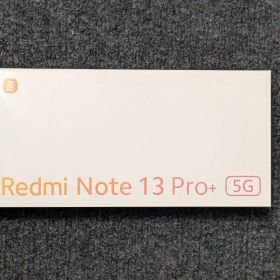 Redmi Note 13 Pro+ 5G